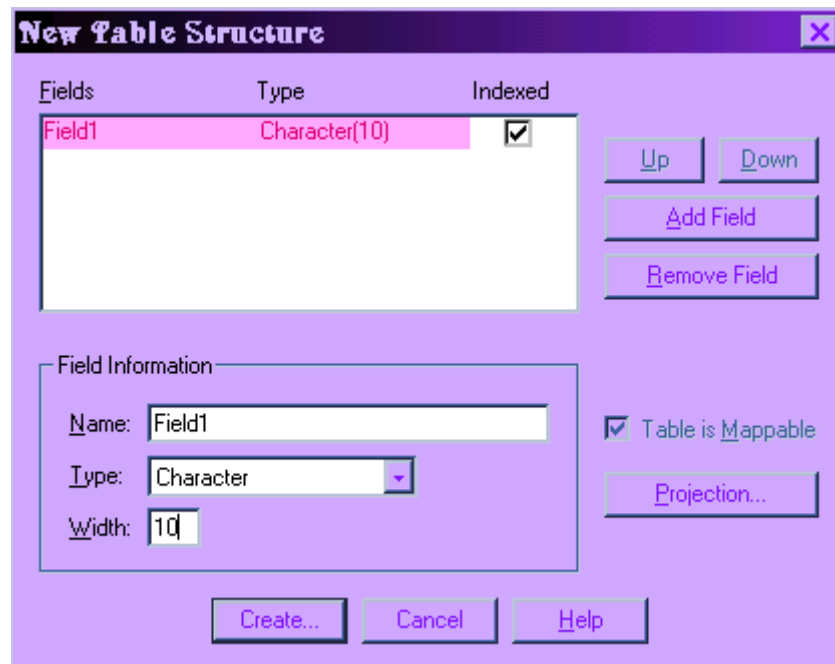 New Table Structure
Fields Type Indexed
Field1 Character(10)
Up Down
Add Field
Remove Field
Field Information
Name: Field1
Type: Character
Width: 10
Table is Mappable
Projection...
Create... Cancel Help